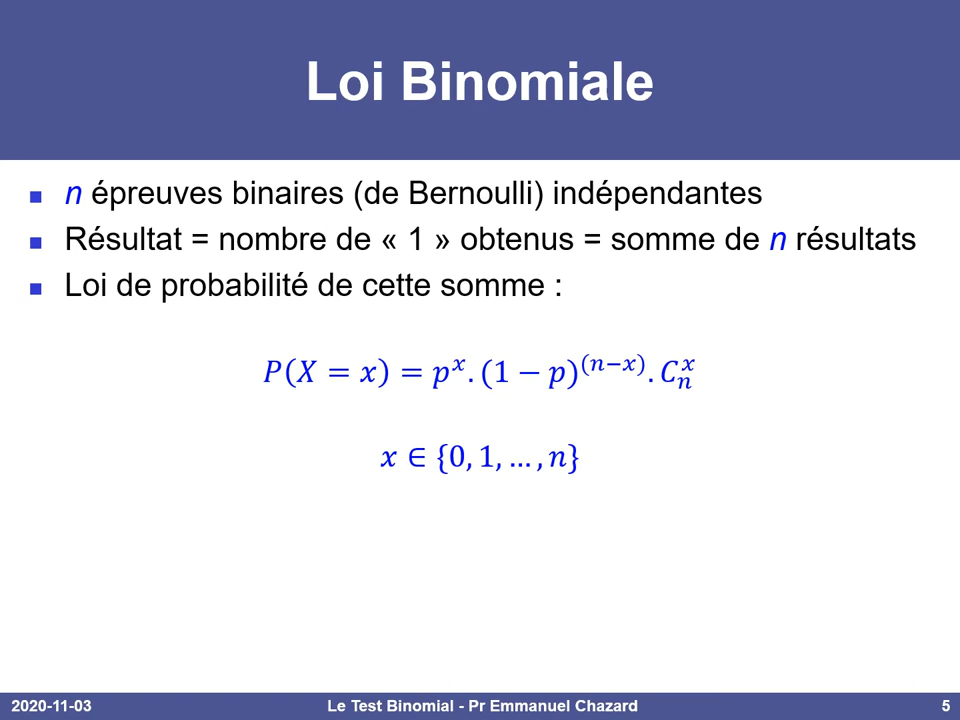 Loi Binomiale
n épreuves binaires (de Bernoulli) indépendantes
Résultat = nombre de « 1 » obtenus = somme de n résultats
Loi de probabilité de cette somme :
P(X = x) = p^x . (1 − p)^(n−x) . C_n^x
x ∈ {0, 1, … , n}
2020-11-03 Le Test Binomial - Pr Emmanuel Chazard 5